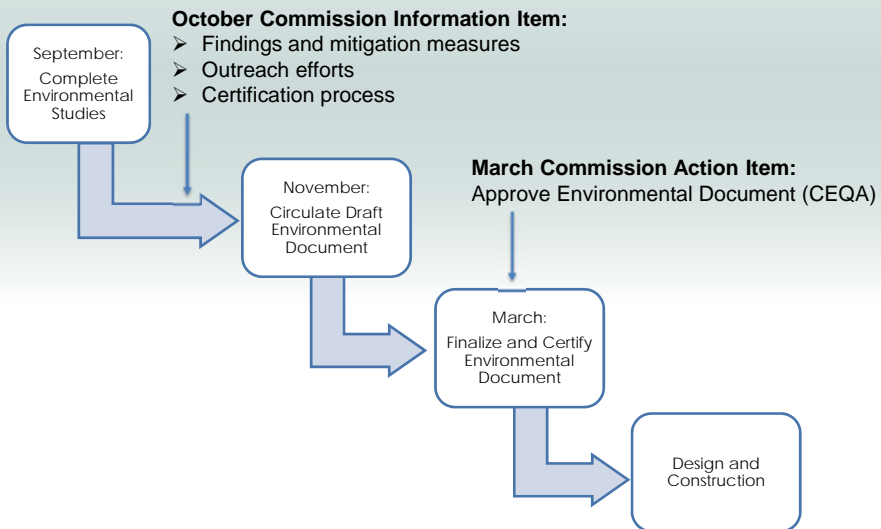 October Commission Information Item:
➢ Findings and mitigation measures
➢ Outreach efforts
➢ Certification process
September:
Complete
Environmental
Studies
March Commission Action Item:
Approve Environmental Document (CEQA)
November:
Circulate Draft
Environmental
Document
March:
Finalize and Certify
Environmental
Document
Design and
Construction